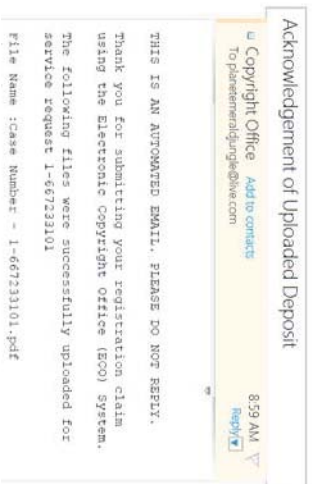 Acknowledgement of Uploaded Deposit
Copyright Office Add to contacts 8:59 AM
To planetemeraldjungle@live.com Reply
THIS IS AN AUTOMATED EMAIL. PLEASE DO NOT REPLY.
Thank you for submitting your registration claim
using the Electronic Copyright Office (ECO) System.
The following files were successfully uploaded for
service request 1-667233101
File Name :Case Number - 1-667233101.pdf